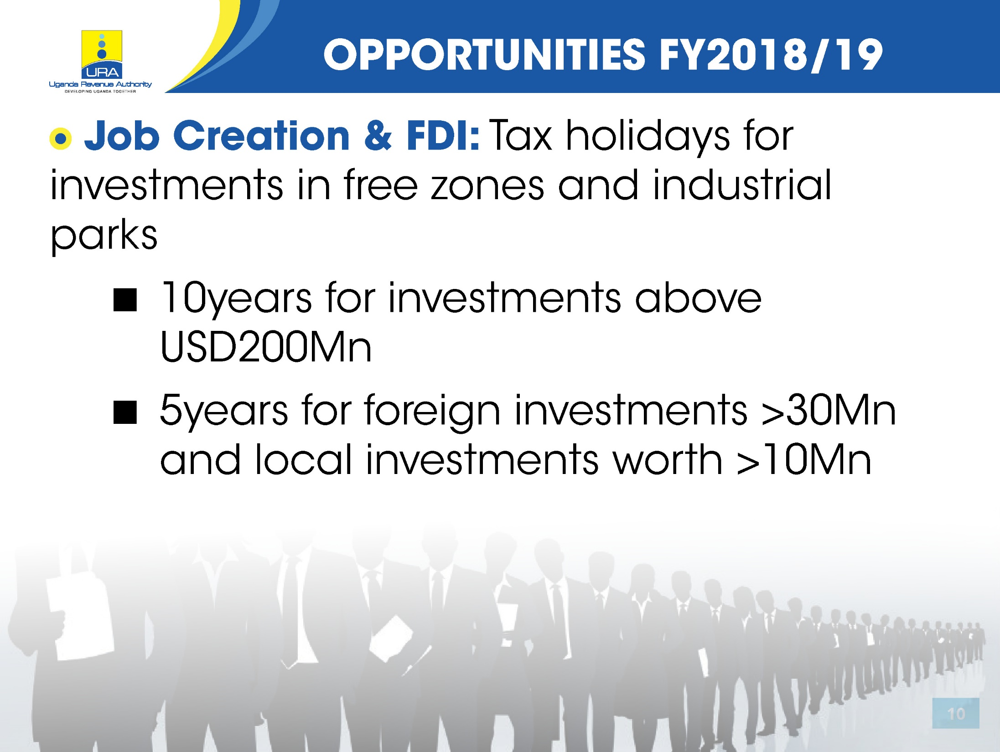 OPPORTUNITIES FY2018/19
URA
Uganda Revenue Authority
DEVELOPING UGANDA TOGETHER
Job Creation & FDI: Tax holidays for
investments in free zones and industrial
parks
■ 10years for investments above
USD200Mn
■ 5years for foreign investments >30Mn
and local investments worth >10Mn
10